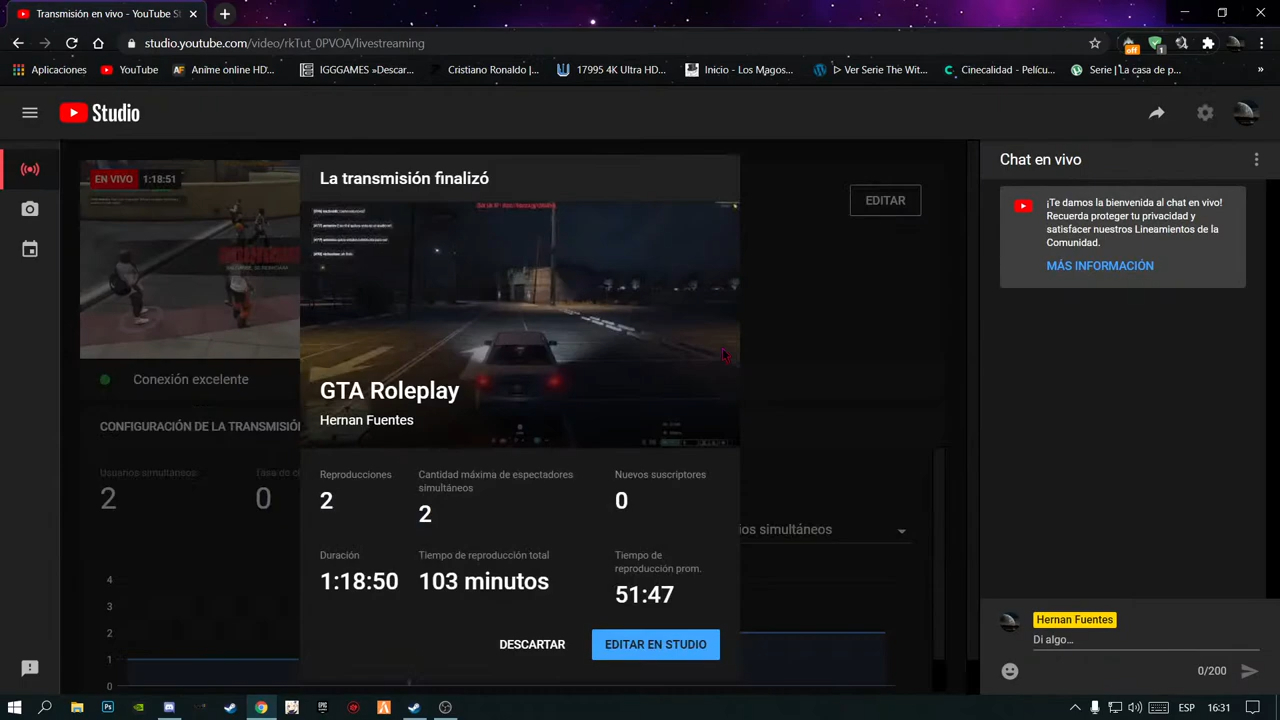 Transmisión en vivo - YouTube St
studio.youtube.com/video/rkTut_0PVOA/livestreaming
off
1
Aplicaciones
YouTube
Anime online HD'...
IGGGAMES »Descar...
Cristiano Ronaldo |...
17995 4K Ultra HD...
Inicio - Los Magos...
▷ Ver Serie The Wit...
Cinecalidad - Pelícu...
Serie | La casa de p...
»
Studio
EN VIVO
1:18:51
La transmisión finalizó
EDITAR
Chat en vivo
¡Te damos la bienvenida al chat en vivo!
Recuerda proteger tu privacidad y
satisfacer nuestros Lineamientos de la
Comunidad.
MÁS INFORMACIÓN
Conexión excelente
GTA Roleplay
Hernan Fuentes
CONFIGURACIÓN DE LA TRANSMISIÓN
Usuarios simultáneos
2
0
Reproducciones
2
Cantidad máxima de espectadores
simultáneos
2
Nuevos suscriptores
0
ios simultáneos
Duración
1:18:50
Tiempo de reproducción total
103 minutos
Tiempo de
reproducción prom.
51:47
4
3
2
1
0
DESCARTAR
EDITAR EN STUDIO
Hernan Fuentes
Di algo...
0/200
ESP
16:31